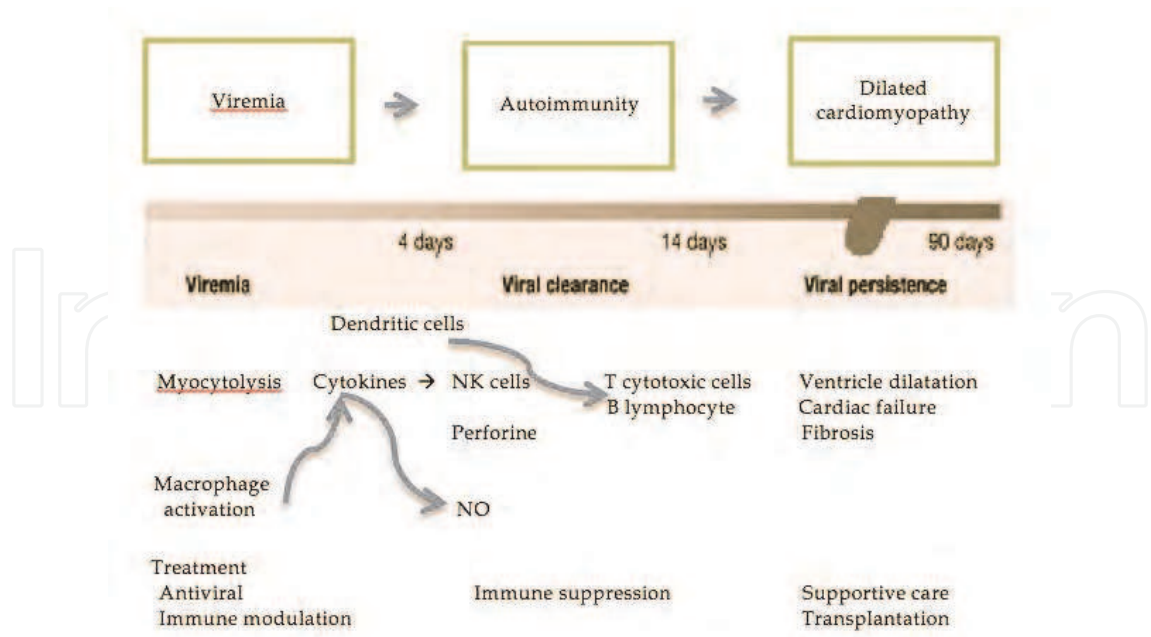 Viremia
Autoimmunity
Dilated
cardiomyopathy
4 days
14 days
90 days
Viremia
Viral clearance
Viral persistence
Dendritic cells
Myocytolysis
Cytokines → NK cells
T cytotoxic cells
B lymphocyte
Ventricle dilatation
Cardiac failure
Fibrosis
Perforine
Macrophage
activation
NO
Treatment
Antiviral
Immune modulation
Immune suppression
Supportive care
Transplantation